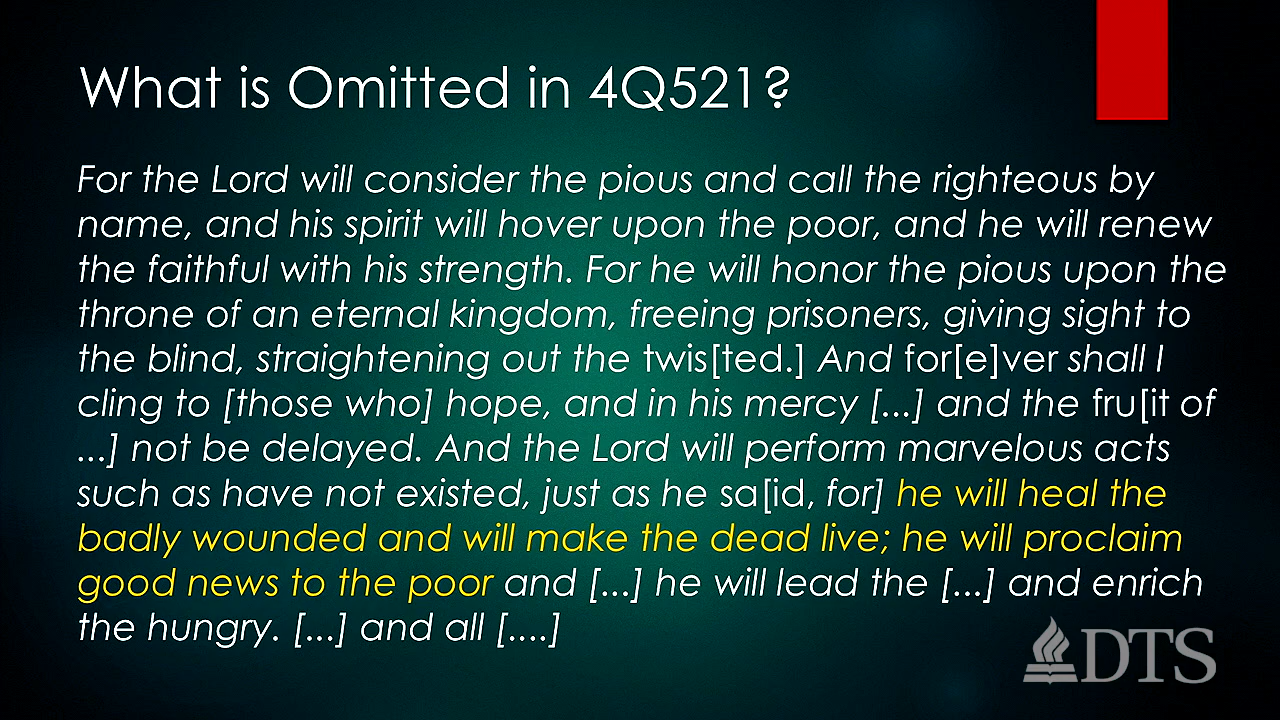 What is Omitted in 4Q521?
For the Lord will consider the pious and call the righteous by
name, and his spirit will hover upon the poor, and he will renew
the faithful with his strength. For he will honor the pious upon the
throne of an eternal kingdom, freeing prisoners, giving sight to
the blind, straightening out the twis[ted.] And for[e]ver shall I
cling to [those who] hope, and in his mercy [...] and the fru[it of
...] not be delayed. And the Lord will perform marvelous acts
such as have not existed, just as he sa[id, for] he will heal the
badly wounded and will make the dead live; he will proclaim
good news to the poor and [...] he will lead the [...] and enrich
the hungry. [...] and all [....]
DTS